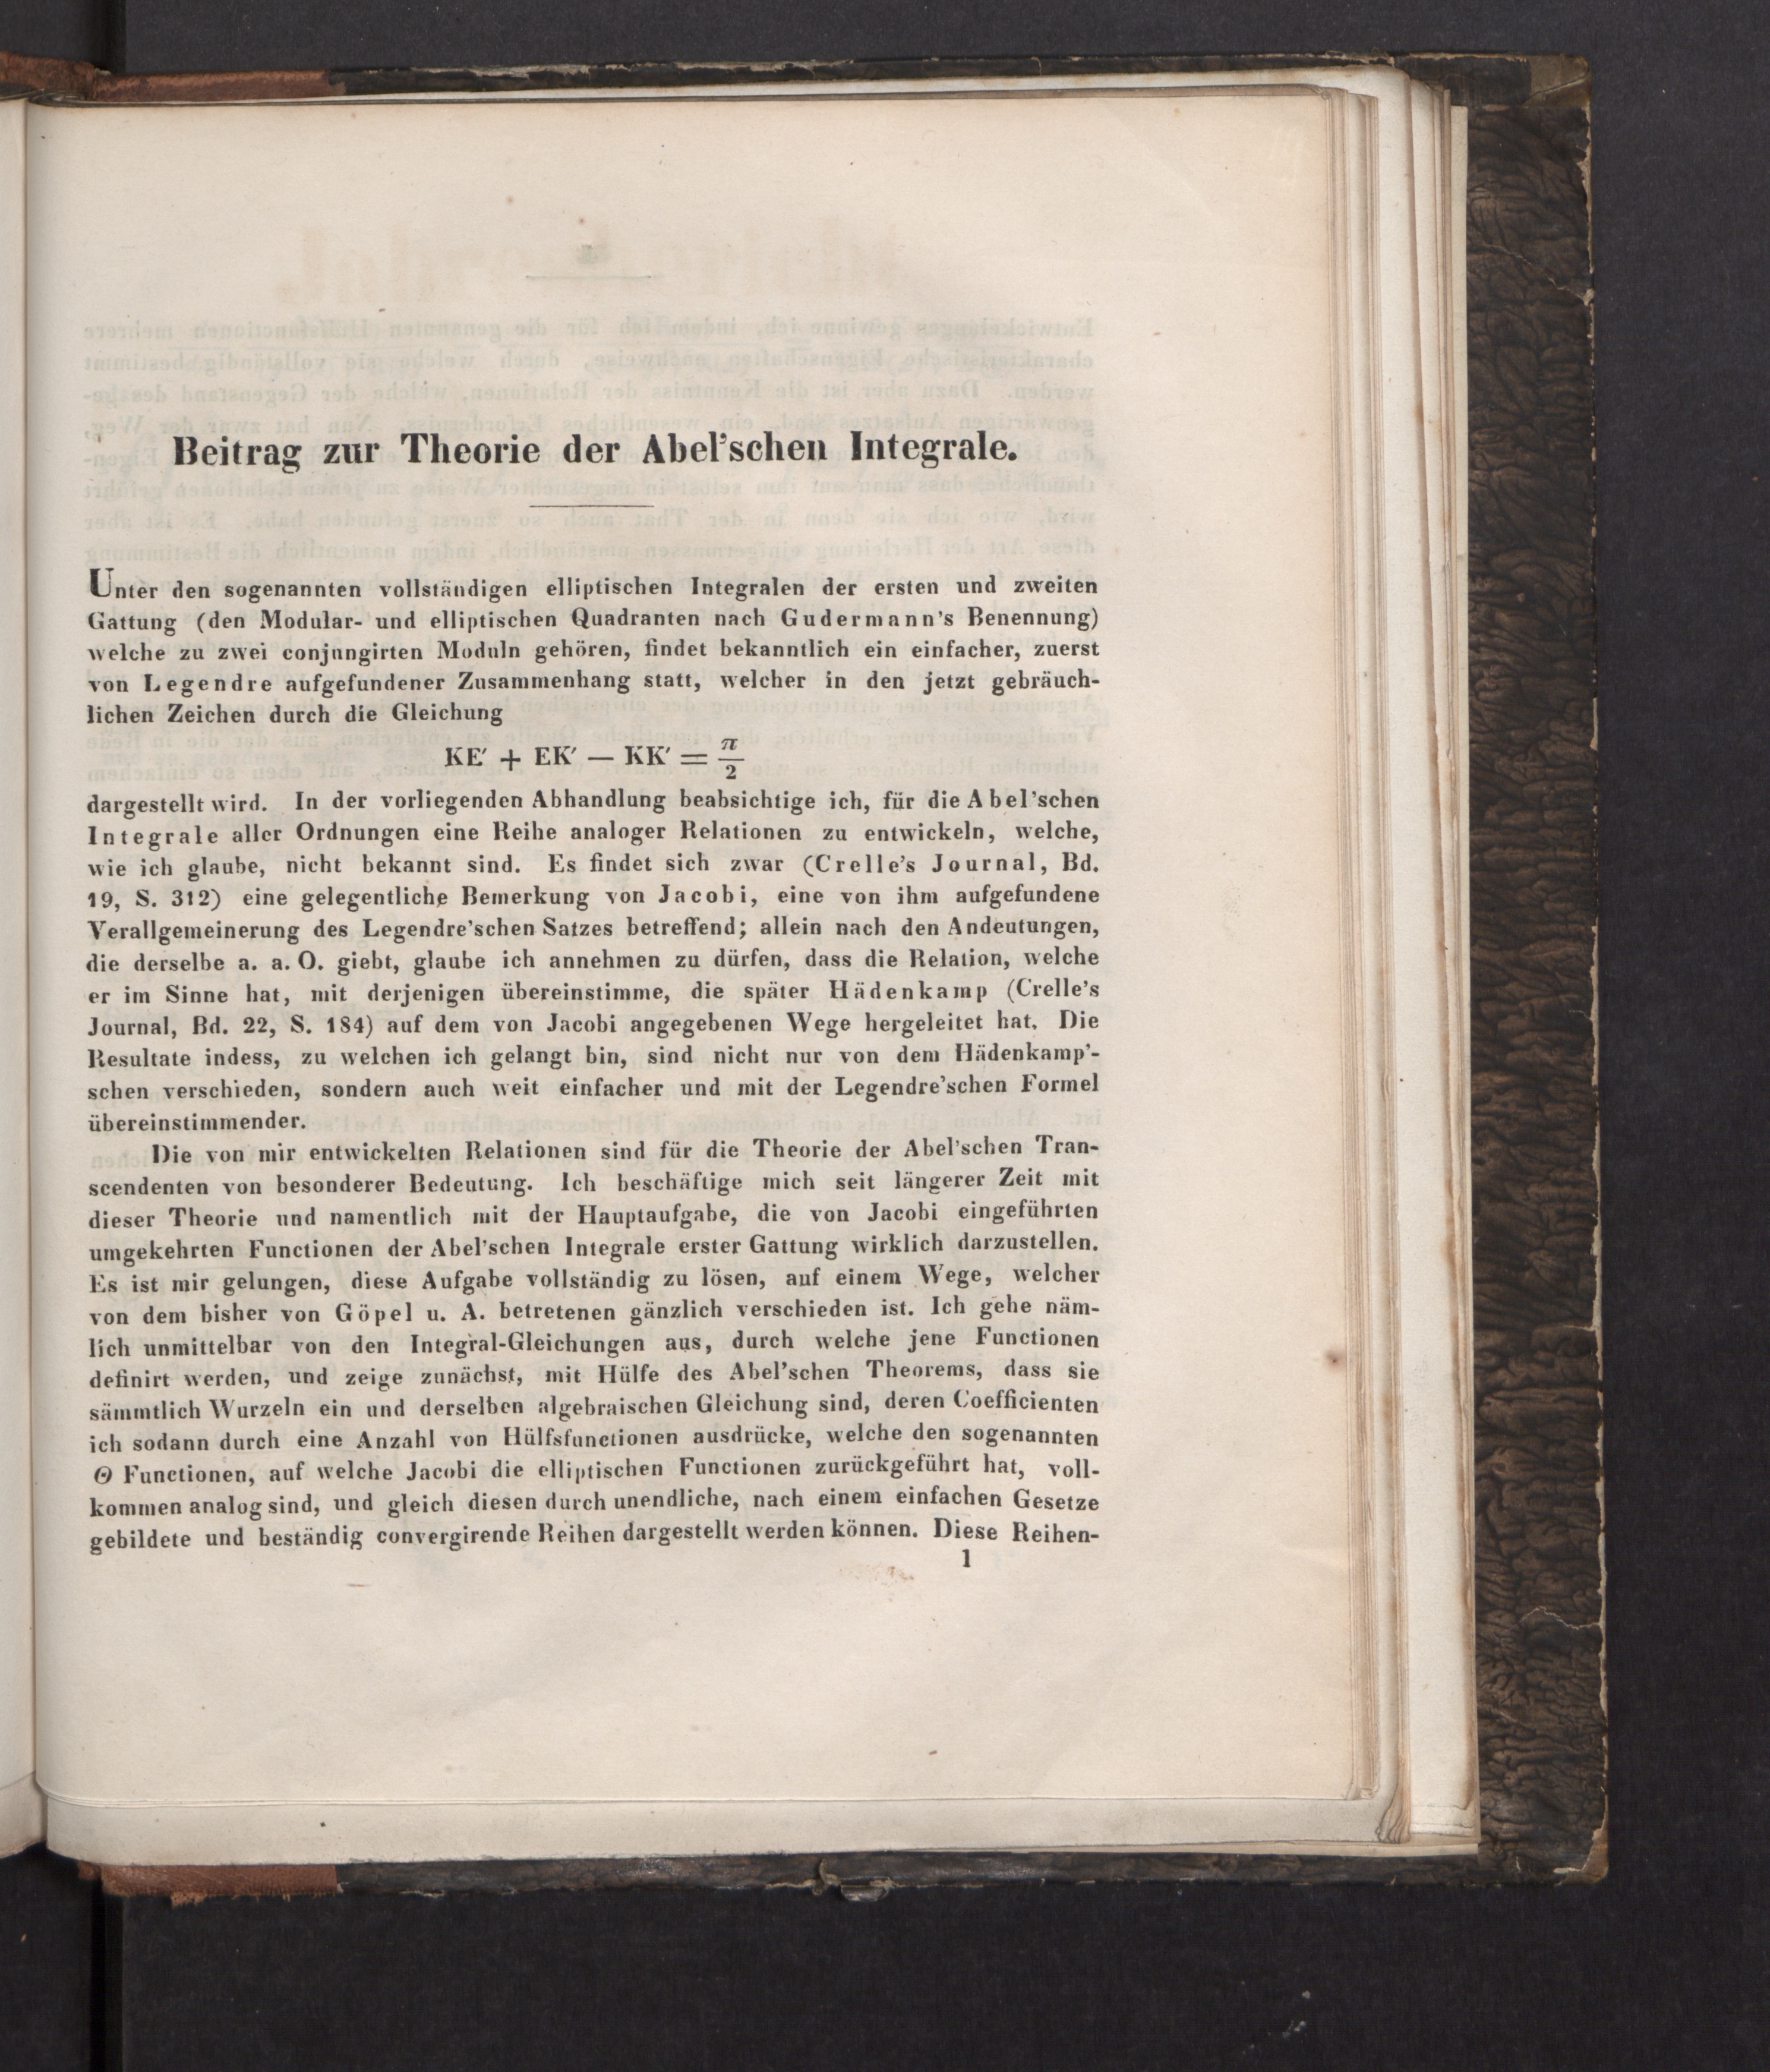 Beitrag zur Theorie der Abel'schen Integrale.
Unter den sogenannten vollständigen elliptischen Integralen der ersten und zweiten
Gattung (den Modular- und elliptischen Quadranten nach Gudermann's Benennung)
welche zu zwei conjungirten Moduln gehören, findet bekanntlich ein einfacher, zuerst
von Legendre aufgefundener Zusammenhang statt, welcher in den jetzt gebräuch-
lichen Zeichen durch die Gleichung
KE′ + EK′ — KK′ = π/2
dargestellt wird. In der vorliegenden Abhandlung beabsichtige ich, für die Abel'schen
Integrale aller Ordnungen eine Reihe analoger Relationen zu entwickeln, welche,
wie ich glaube, nicht bekannt sind. Es findet sich zwar (Crelle's Journal, Bd.
19, S. 312) eine gelegentliche Bemerkung von Jacobi, eine von ihm aufgefundene
Verallgemeinerung des Legendre'schen Satzes betreffend; allein nach den Andeutungen,
die derselbe a. a. O. giebt, glaube ich annehmen zu dürfen, dass die Relation, welche
er im Sinne hat, mit derjenigen übereinstimme, die später Hädenkamp (Crelle's
Journal, Bd. 22, S. 184) auf dem von Jacobi angegebenen Wege hergeleitet hat. Die
Resultate indess, zu welchen ich gelangt bin, sind nicht nur von dem Hädenkamp'-
schen verschieden, sondern auch weit einfacher und mit der Legendre'schen Formel
übereinstimmender.
Die von mir entwickelten Relationen sind für die Theorie der Abel'schen Tran-
scendenten von besonderer Bedeutung. Ich beschäftige mich seit längerer Zeit mit
dieser Theorie und namentlich mit der Hauptaufgabe, die von Jacobi eingeführten
umgekehrten Functionen der Abel'schen Integrale erster Gattung wirklich darzustellen.
Es ist mir gelungen, diese Aufgabe vollständig zu lösen, auf einem Wege, welcher
von dem bisher von Göpel u. A. betretenen gänzlich verschieden ist. Ich gehe näm-
lich unmittelbar von den Integral-Gleichungen aus, durch welche jene Functionen
definirt werden, und zeige zunächst, mit Hülfe des Abel'schen Theorems, dass sie
sämmtlich Wurzeln ein und derselben algebraischen Gleichung sind, deren Coefficienten
ich sodann durch eine Anzahl von Hülfsfunctionen ausdrücke, welche den sogenannten
Θ Functionen, auf welche Jacobi die elliptischen Functionen zurückgeführt hat, voll-
kommen analog sind, und gleich diesen durch unendliche, nach einem einfachen Gesetze
gebildete und beständig convergirende Reihen dargestellt werden können. Diese Reihen-
1